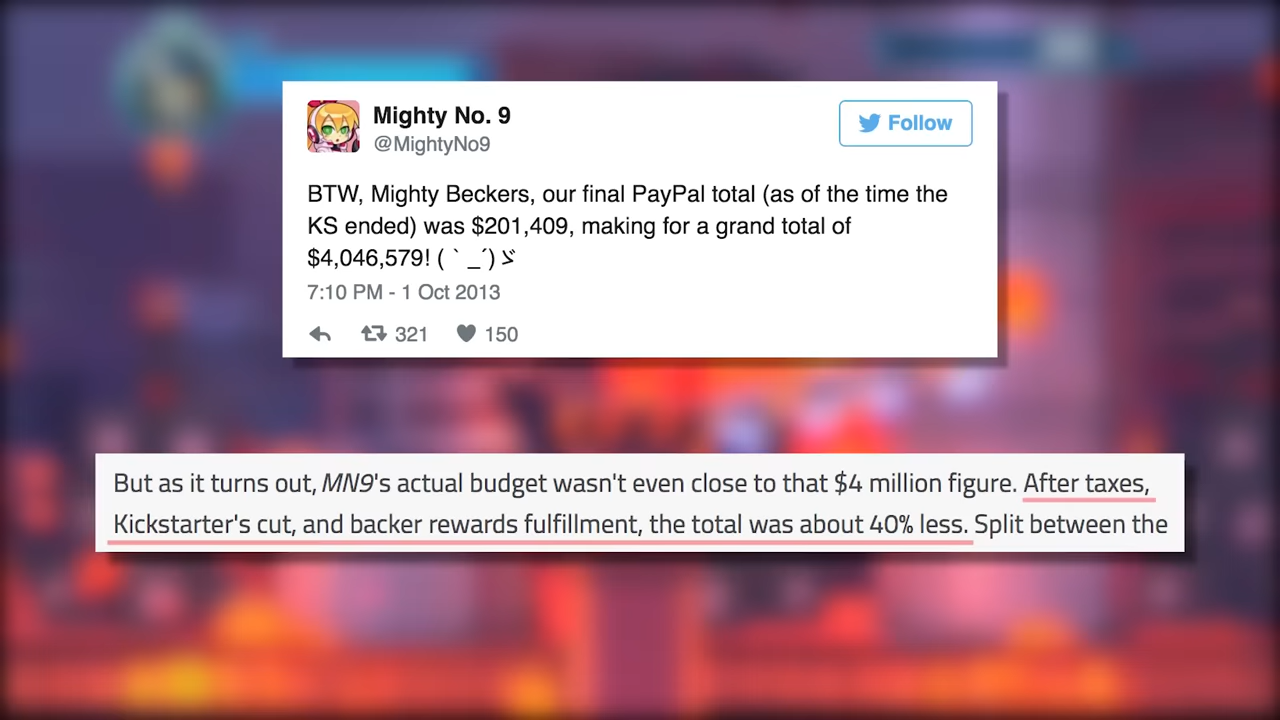 Mighty No. 9
@MightyNo9
Follow
BTW, Mighty Beckers, our final PayPal total (as of the time the
KS ended) was $201,409, making for a grand total of
$4,046,579! ( ` _´)ゞ
7:10 PM - 1 Oct 2013
321 150
But as it turns out, MN9's actual budget wasn't even close to that $4 million figure. After taxes,
Kickstarter's cut, and backer rewards fulfillment, the total was about 40% less. Split between the